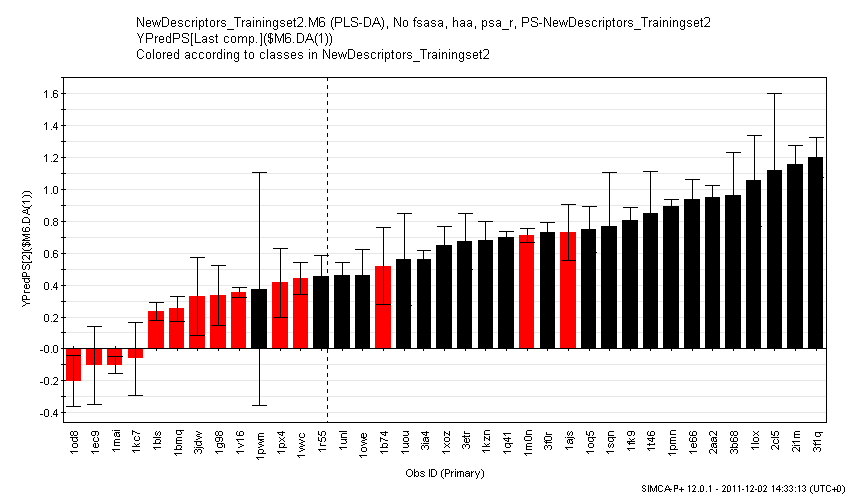 NewDescriptors_Trainingset2.M6 (PLS-DA), No fsasa, haa, psa_r, PS-NewDescriptors_Trainingset2
YPredPS[Last comp.]($M6.DA(1))
Colored according to classes in NewDescriptors_Trainingset2
YPredPS[2]($M6.DA(1))
1.6
1.4
1.2
1.0
0.8
0.6
0.4
0.2
-0.0
-0.2
-0.4
1od8
1ec9
1mai
1kc7
1bls
1bmq
3jdw
1g98
1v16
1pwm
1px4
1wvc
1r55
1unl
1owe
1b74
1uou
3la4
1xoz
3etr
1kzn
1q41
1m0n
3f0r
1ajs
1oq5
1sqn
1fk9
1t46
1pmn
1e66
2aa2
3b68
1lox
2cl5
2i1m
3f1q
Obs ID (Primary)
SIMCA-P+ 12.0.1 - 2011-12-02 14:33:13 (UTC+0)